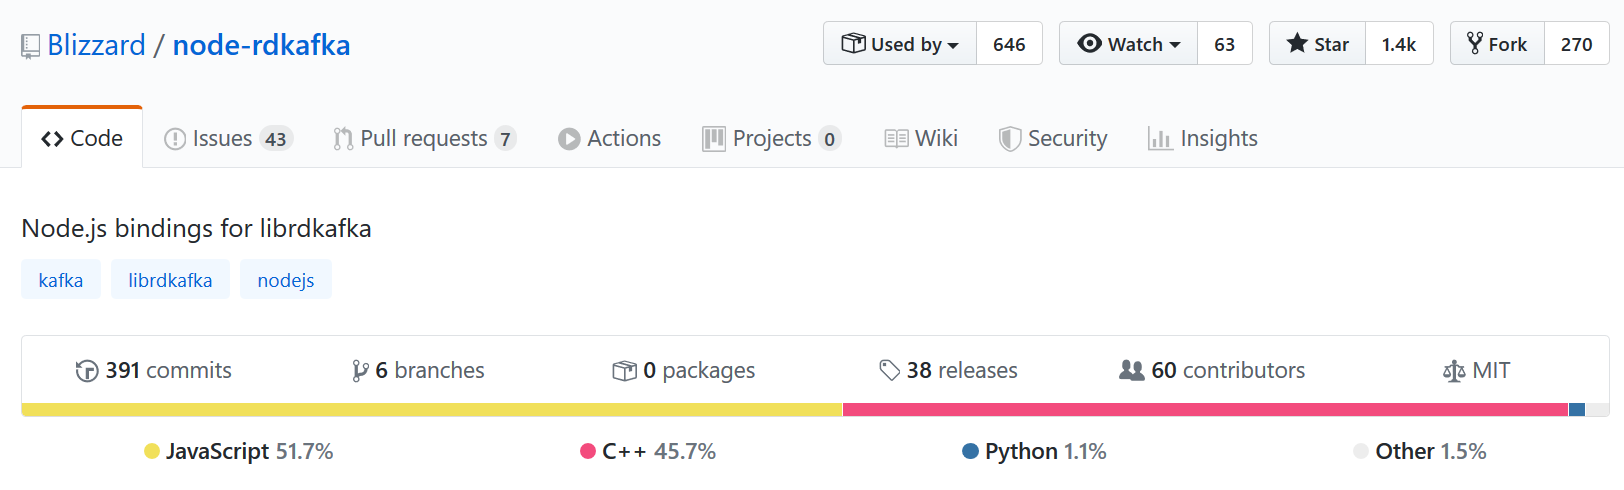 Blizzard / node-rdkafka Used by 646 Watch 63 Star 1.4k Fork 270
Code Issues 43 Pull requests 7 Actions Projects 0 Wiki Security Insights
Node.js bindings for librdkafka
kafka librdkafka nodejs
391 commits 6 branches 0 packages 38 releases 60 contributors MIT
JavaScript 51.7% C++ 45.7% Python 1.1% Other 1.5%